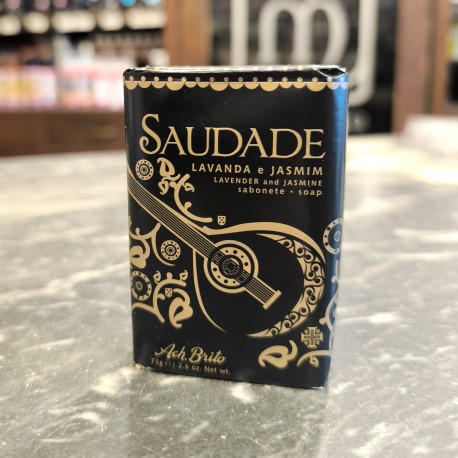 SAUDADE
LAVANDA e JASMIM
LAVENDER and JASMINE
sabonete • soap
Ach. Brito
75g ℮ | 2.6 oz. Net wt.